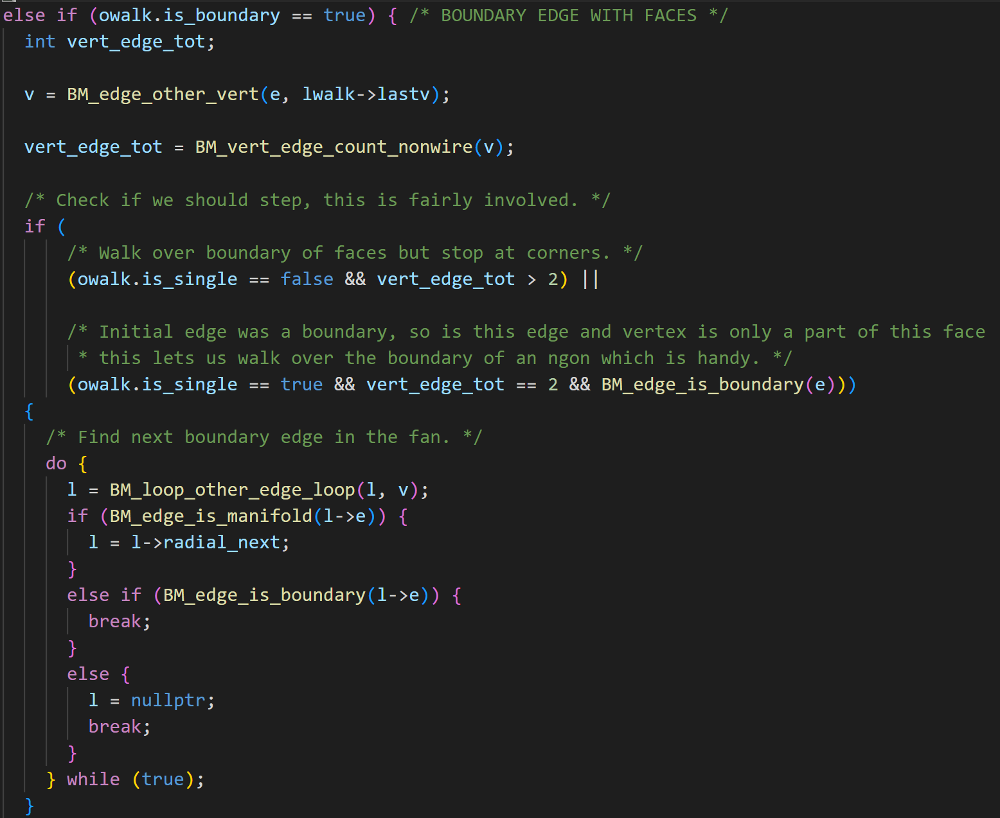 else if (owalk.is_boundary == true) { /* BOUNDARY EDGE WITH FACES */
int vert_edge_tot;
v = BM_edge_other_vert(e, lwalk->lastv);
vert_edge_tot = BM_vert_edge_count_nonwire(v);
/* Check if we should step, this is fairly involved. */
if (
/* Walk over boundary of faces but stop at corners. */
(owalk.is_single == false && vert_edge_tot > 2) ||
/* Initial edge was a boundary, so is this edge and vertex is only a part of this face
* this lets us walk over the boundary of an ngon which is handy. */
(owalk.is_single == true && vert_edge_tot == 2 && BM_edge_is_boundary(e)))
{
/* Find next boundary edge in the fan. */
do {
l = BM_loop_other_edge_loop(l, v);
if (BM_edge_is_manifold(l->e)) {
l = l->radial_next;
}
else if (BM_edge_is_boundary(l->e)) {
break;
}
else {
l = nullptr;
break;
}
} while (true);
}